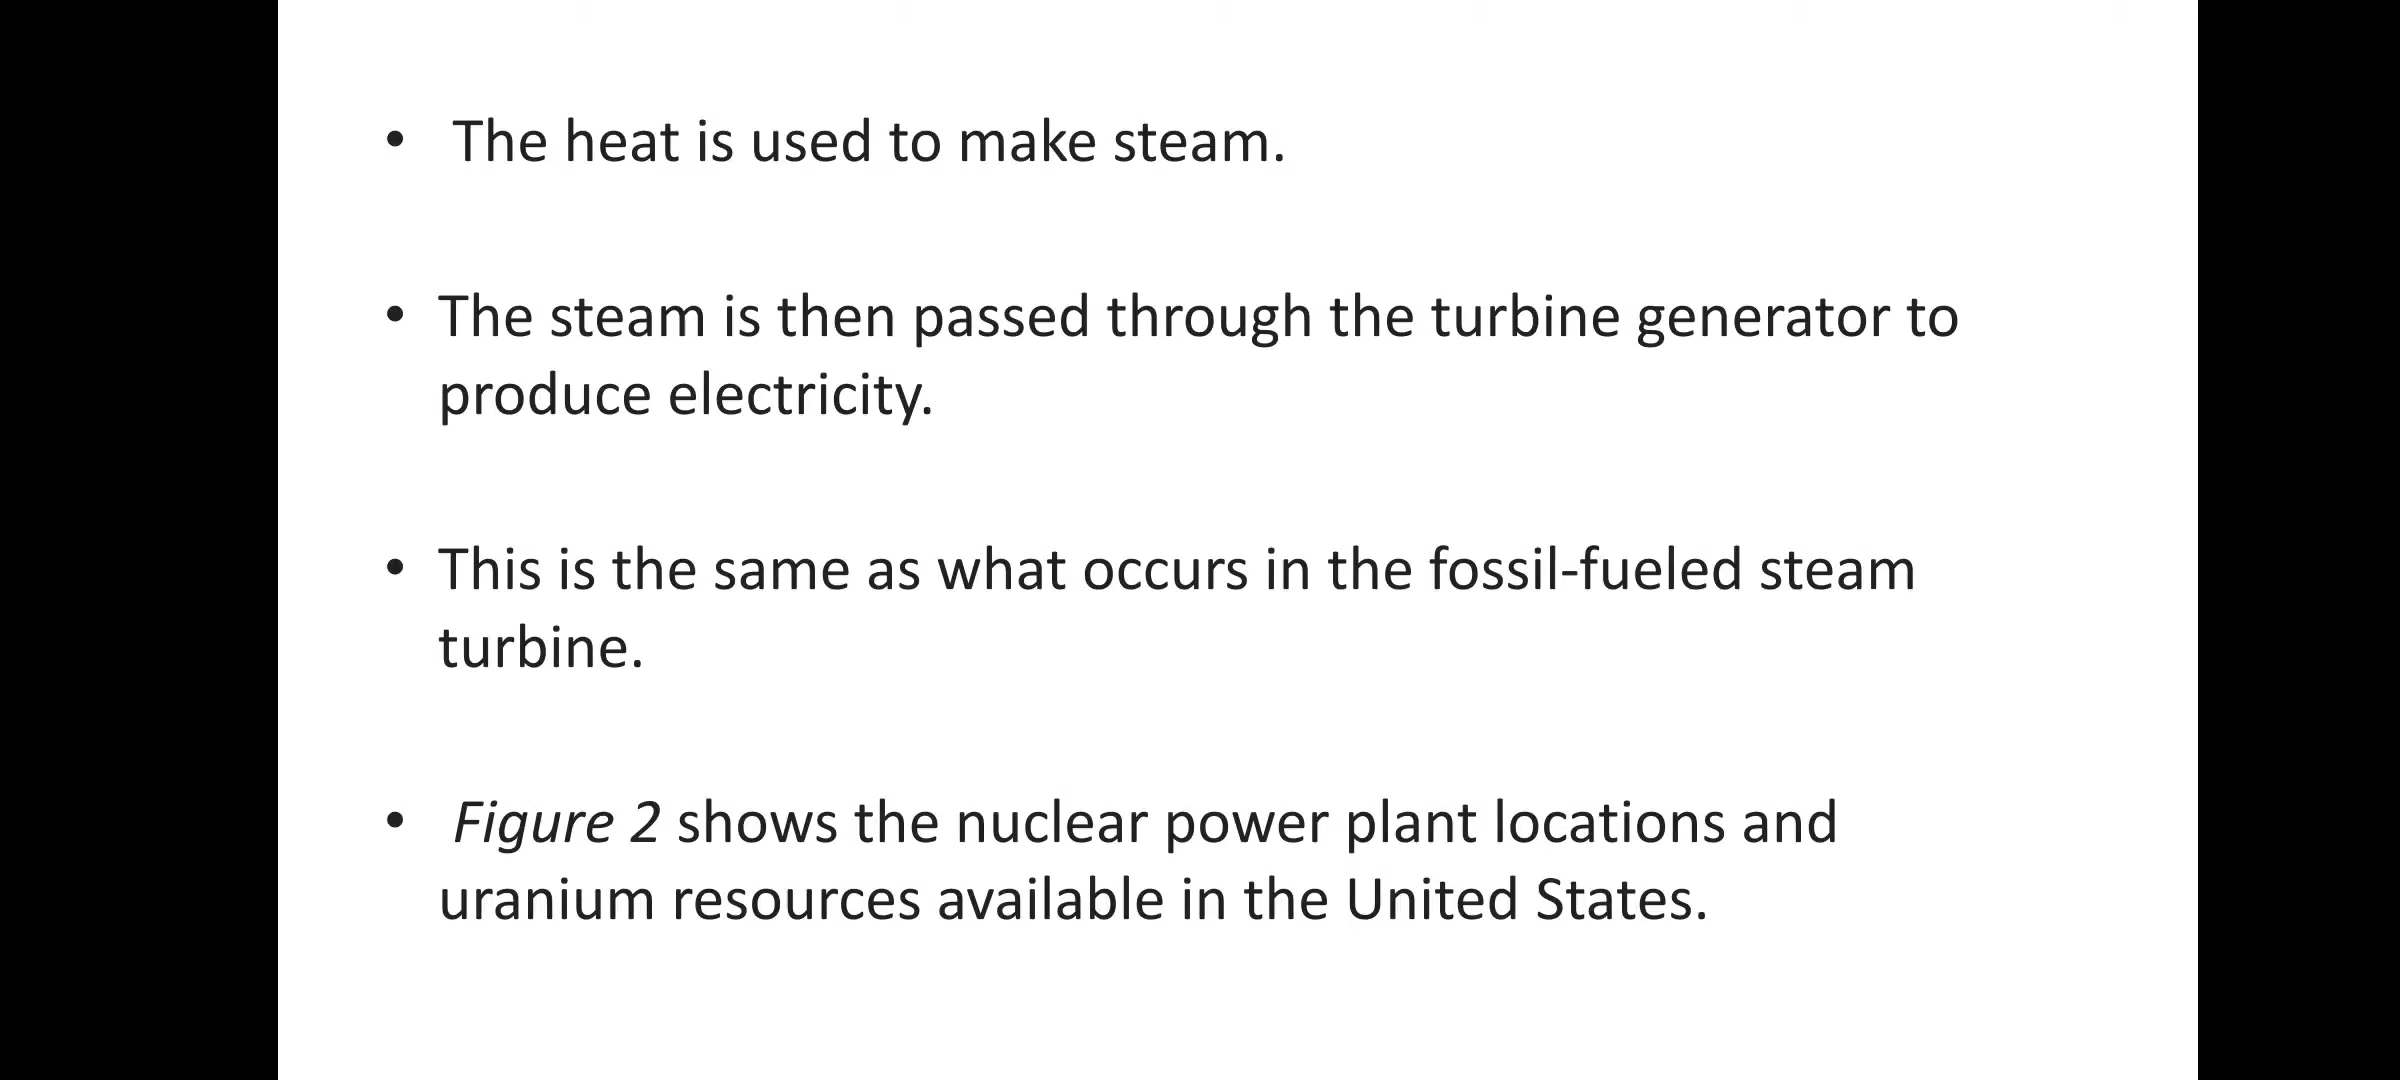 • The heat is used to make steam.
• The steam is then passed through the turbine generator to
produce electricity.
• This is the same as what occurs in the fossil-fueled steam
turbine.
• Figure 2 shows the nuclear power plant locations and
uranium resources available in the United States.